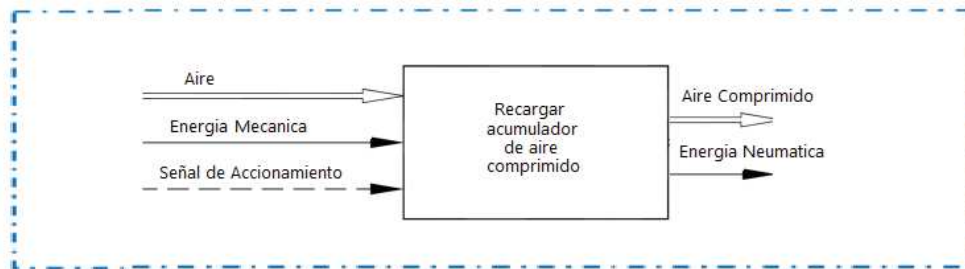 Aire
Energia Mecanica
Señal de Accionamiento
Recargar
acumulador
de aire
comprimido
Aire Comprimido
Energia Neumatica